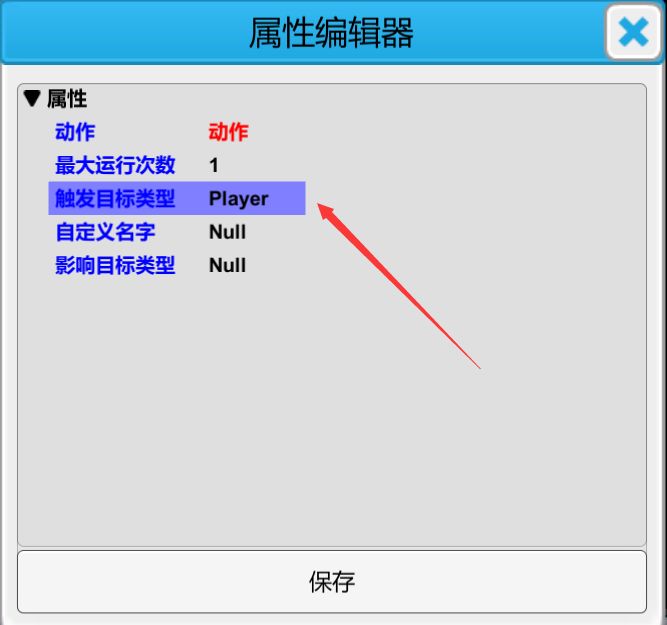 属性编辑器
属性
动作 动作
最大运行次数 1
触发目标类型 Player
自定义名字 Null
影响目标类型 Null
保存